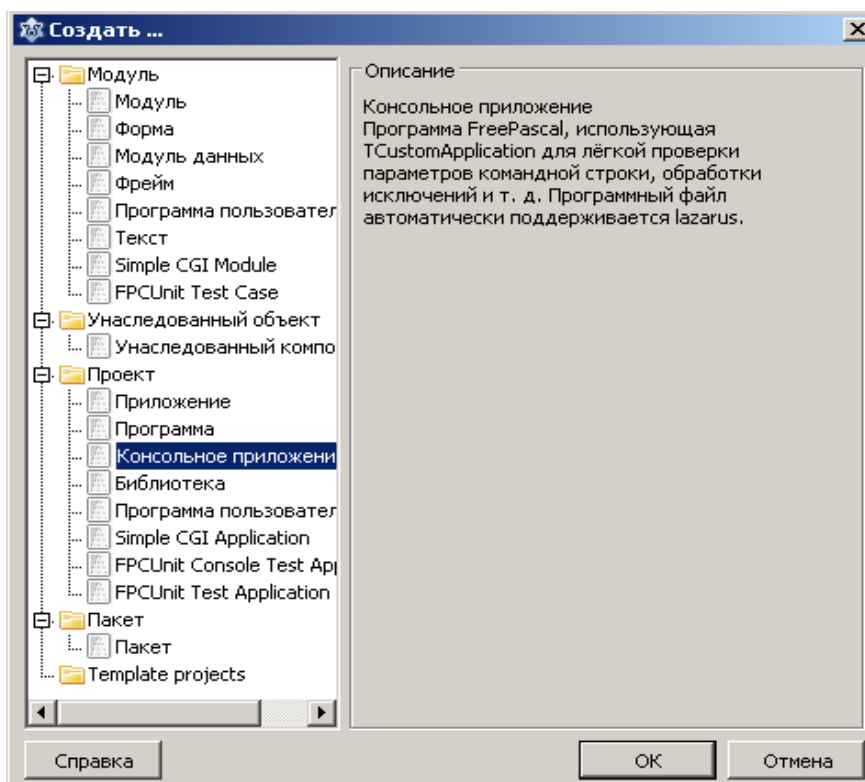 Создать ...
Модуль
Модуль
Форма
Модуль данных
Фрейм
Программа пользовател
Текст
Simple CGI Module
FPCUnit Test Case
Унаследованный объект
Унаследованный компо
Проект
Приложение
Программа
Консольное приложени
Библиотека
Программа пользовател
Simple CGI Application
FPCUnit Console Test App
FPCUnit Test Application
Пакет
Пакет
Template projects
Описание
Консольное приложение
Программа FreePascal, использующая
TCustomApplication для лёгкой проверки
параметров командной строки, обработки
исключений и т. д. Программный файл
автоматически поддерживается lazarus.
Справка
ОК
Отмена